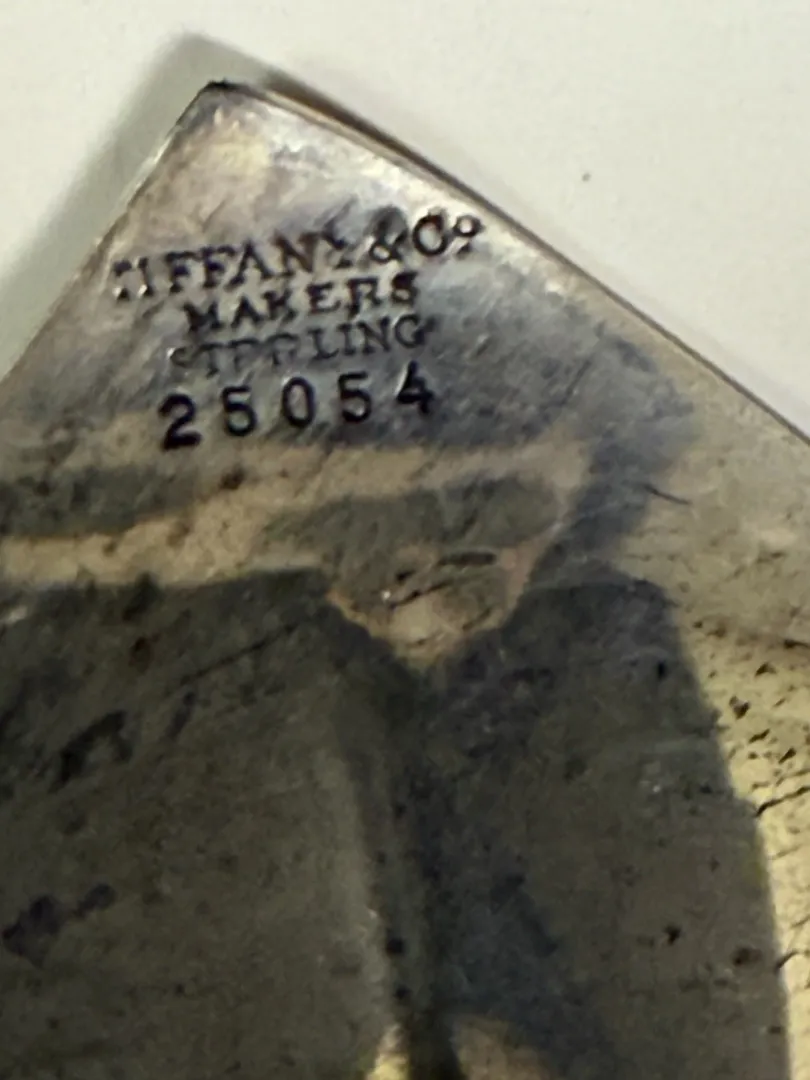 TIFFANY & Cº
MAKERS
STERLING
25054